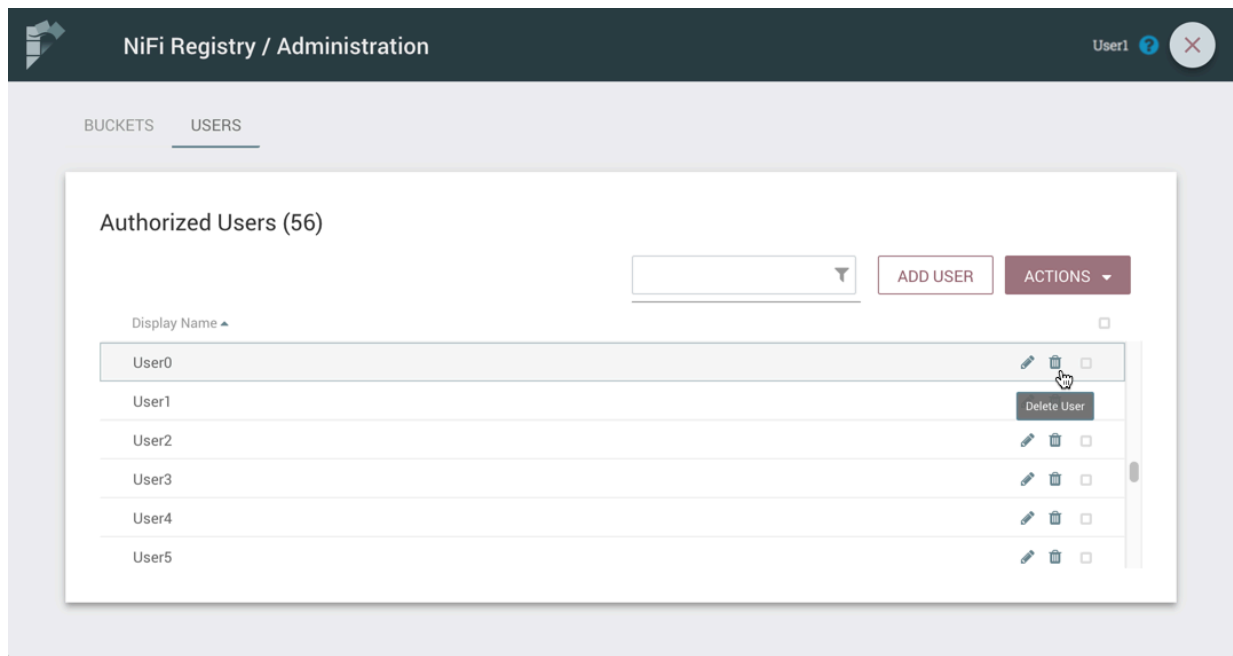 NiFi Registry / Administration
User1
BUCKETS USERS
Authorized Users (56)
ADD USER ACTIONS
Display Name
User0
User1
Delete User
User2
User3
User4
User5